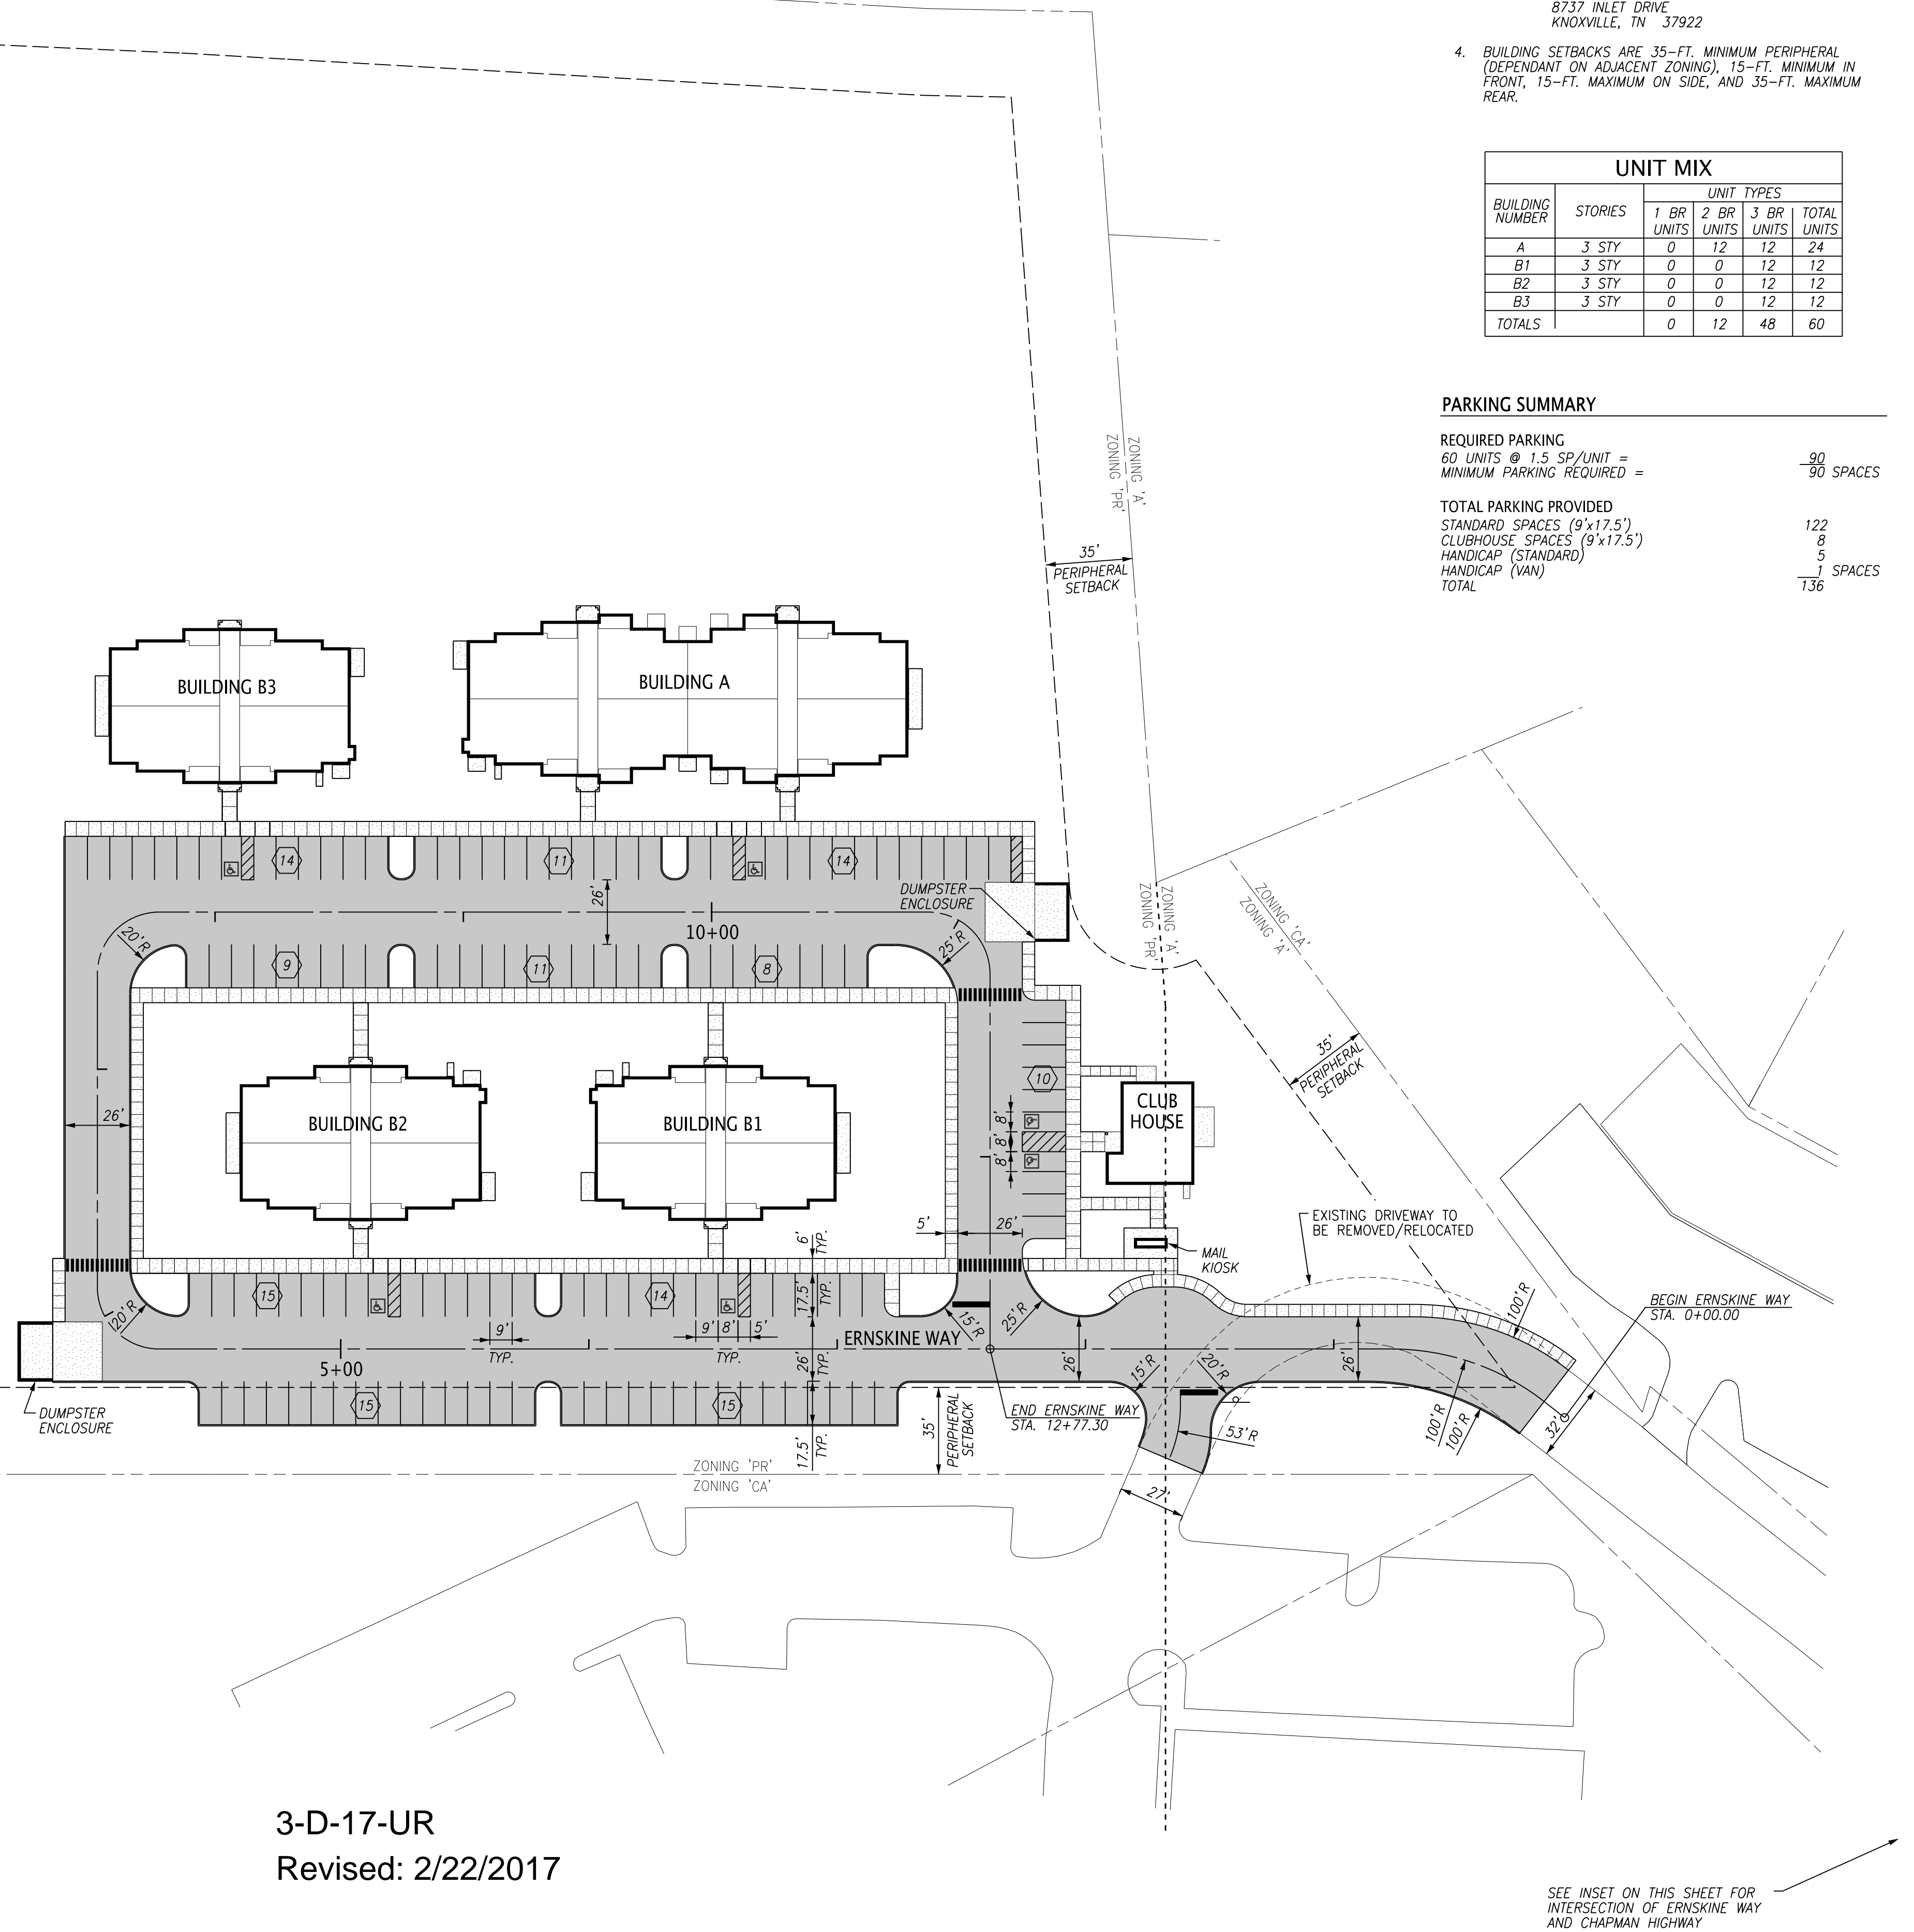 8737 INLET DRIVE
KNOXVILLE, TN 37922
4. BUILDING SETBACKS ARE 35-FT. MINIMUM PERIPHERAL
(DEPENDANT ON ADJACENT ZONING), 15-FT. MINIMUM IN
FRONT, 15-FT. MAXIMUM ON SIDE, AND 35-FT. MAXIMUM
REAR.
UNIT MIX
BUILDING NUMBER STORIES UNIT TYPES
1 BR UNITS 2 BR UNITS 3 BR UNITS TOTAL UNITS
A 3 STY 0 12 12 24
B1 3 STY 0 0 12 12
B2 3 STY 0 0 12 12
B3 3 STY 0 0 12 12
TOTALS 0 12 48 60
PARKING SUMMARY
REQUIRED PARKING
60 UNITS @ 1.5 SP/UNIT = 90
MINIMUM PARKING REQUIRED = 90 SPACES
TOTAL PARKING PROVIDED
STANDARD SPACES (9'x17.5') 122
CLUBHOUSE SPACES (9'x17.5') 8
HANDICAP (STANDARD) 5
HANDICAP (VAN) 1 SPACES
TOTAL 136
ZONING 'A'
ZONING 'PR'
35'
PERIPHERAL
SETBACK
BUILDING B3
BUILDING A
14
11
14
26'
DUMPSTER
ENCLOSURE
10+00
20'R
25'R
9
11
8
ZONING 'A'
ZONING 'PR'
ZONING 'CA'
ZONING 'A'
35'
PERIPHERAL
SETBACK
26'
BUILDING B2
BUILDING B1
10
8'
8'
8'
CLUB
HOUSE
5'
26'
6'
TYP.
EXISTING DRIVEWAY TO
BE REMOVED/RELOCATED
MAIL
KIOSK
15
14
17.5'
TYP.
20'R
15'R
25'R
100'R
BEGIN ERNSKINE WAY
STA. 0+00.00
9'
TYP.
9' 8' 5'
TYP.
26'
TYP.
ERNSKINE WAY
5+00
26'
15'R
20'R
26'
15
15
17.5'
TYP.
35'
PERIPHERAL
SETBACK
END ERNSKINE WAY
STA. 12+77.30
9
53'R
100'R
100'R
32'
27'
DUMPSTER
ENCLOSURE
ZONING 'PR'
ZONING 'CA'
3-D-17-UR
Revised: 2/22/2017
SEE INSET ON THIS SHEET FOR
INTERSECTION OF ERNSKINE WAY
AND CHAPMAN HIGHWAY